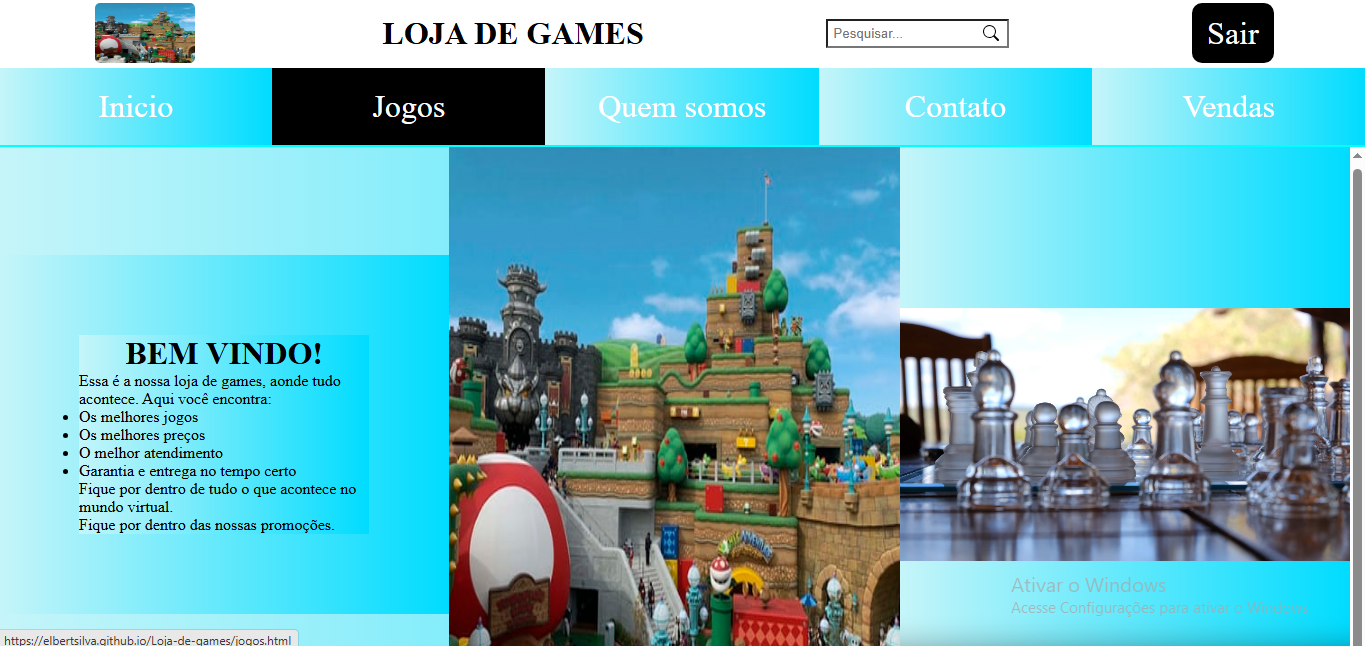 LOJA DE GAMES
Pesquisar...
Sair
Inicio
Jogos
Quem somos
Contato
Vendas
BEM VINDO!
Essa é a nossa loja de games, aonde tudo
acontece. Aqui você encontra:
Os melhores jogos
Os melhores preços
O melhor atendimento
Garantia e entrega no tempo certo
Fique por dentro de tudo o que acontece no
mundo virtual.
Fique por dentro das nossas promoções.
Ativar o Windows
Acesse Configurações para ativar o Windows.
https://elbertsilva.github.io/Loja-de-games/jogos.html